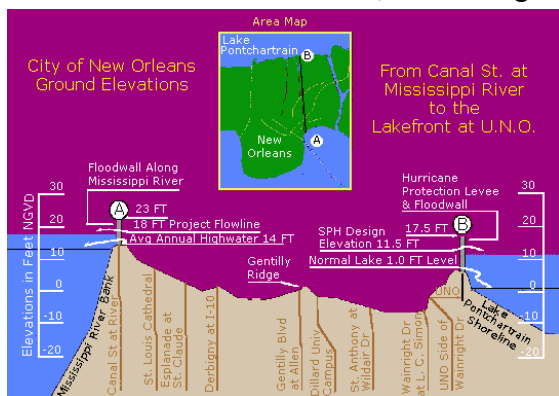 Area Map
Lake
Pontchartrain
B
New
Orleans
A
City of New Orleans
Ground Elevations
From Canal St. at
Mississippi River
to the
Lakefront at U.N.O.
Floodwall Along
Mississippi River
A
23 FT
18 FT Project Flowline
Avg Annual Highwater 14 FT
Gentilly
Ridge
Hurricane
Protection Levee
& Floodwall
17.5 FT
B
SPH Design
Elevation 11.5 FT
Normal Lake 1.0 FT Level
Elevations in Feet NGVD
30
20
10
0
-10
-20
30
20
10
0
-10
-20
Mississippi River Bank
Canal St at River
St. Louis Cathedral
Esplanade at
St. Claude
Derbigny at I-10
Gentilly Blvd
at Allen
Dillard Univ
Campus
St. Anthony at
Wildair Dr
Wainright Dr
at L. C. Simon
UNO Side of
Wainright Dr
UNO
Lake
Pontchartrain
Shoreline